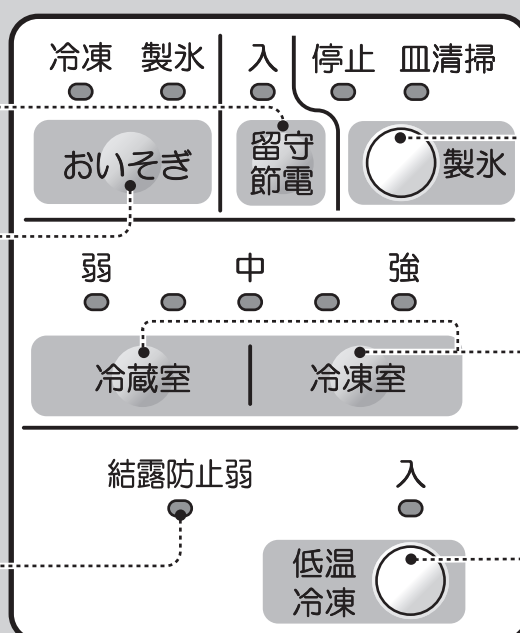 冷凍 製氷 入 停止 皿清掃
おいそぎ
留守
節電
製氷
弱 中 強
冷蔵室 冷凍室
結露防止弱 入
低温
冷凍